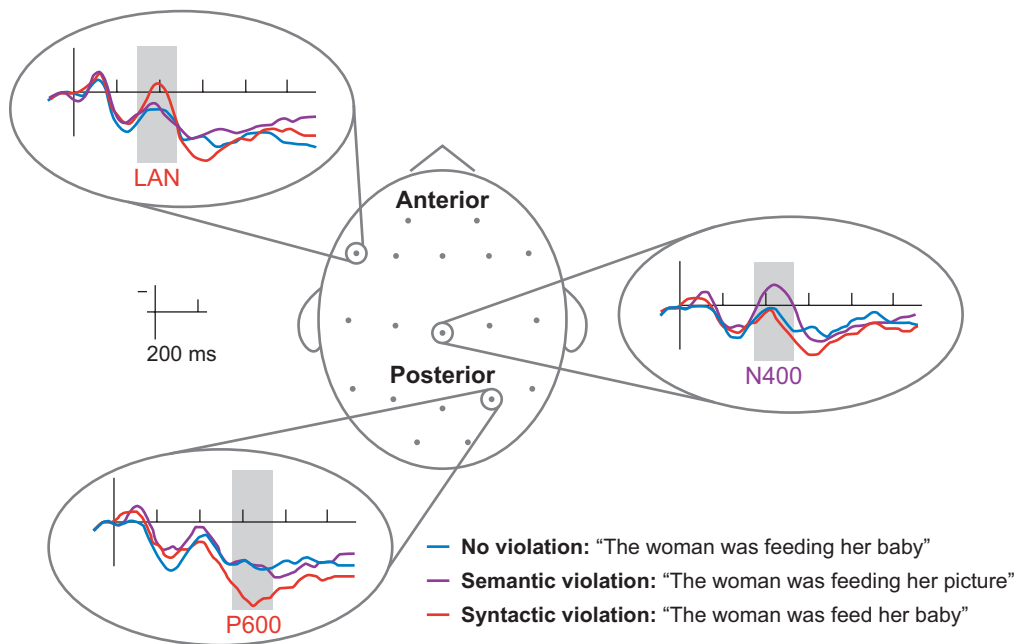 LAN
Anterior
–
200 ms
N400
Posterior
P600
No violation: “The woman was feeding her baby”
Semantic violation: “The woman was feeding her picture”
Syntactic violation: “The woman was feed her baby”